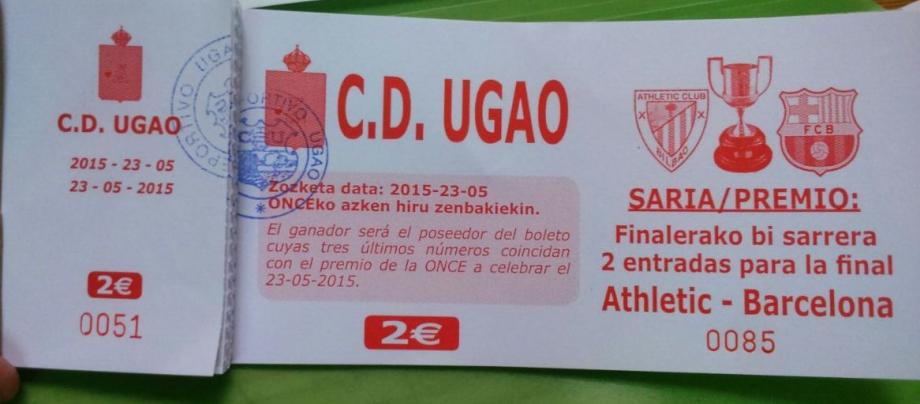 C.D. UGAO
2015 - 23 - 05
23 - 05 - 2015
2€
0051
PORTIVO UGAO
C.D. UGAO
Zozketa data: 2015-23-05
ONCEko azken hiru zenbakiekin.
El ganador será el poseedor del boleto
cuyas tres últimos números coincidan
con el premio de la ONCE a celebrar el
23-05-2015.
2€
ATHLETIC CLUB
BILBAO
FCB
SARIA/PREMIO:
Finalerako bi sarrera
2 entradas para la final
Athletic - Barcelona
0085